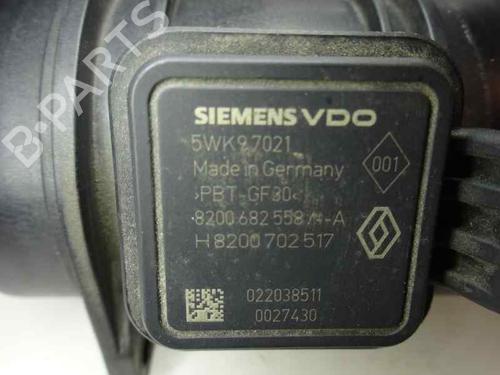 B-PARTS
SIEMENS VDO
5WK97021
Made in Germany
001
>PBT-GF30<
8200 682 558 /--A
H 8200 702 517
022038511
0027430